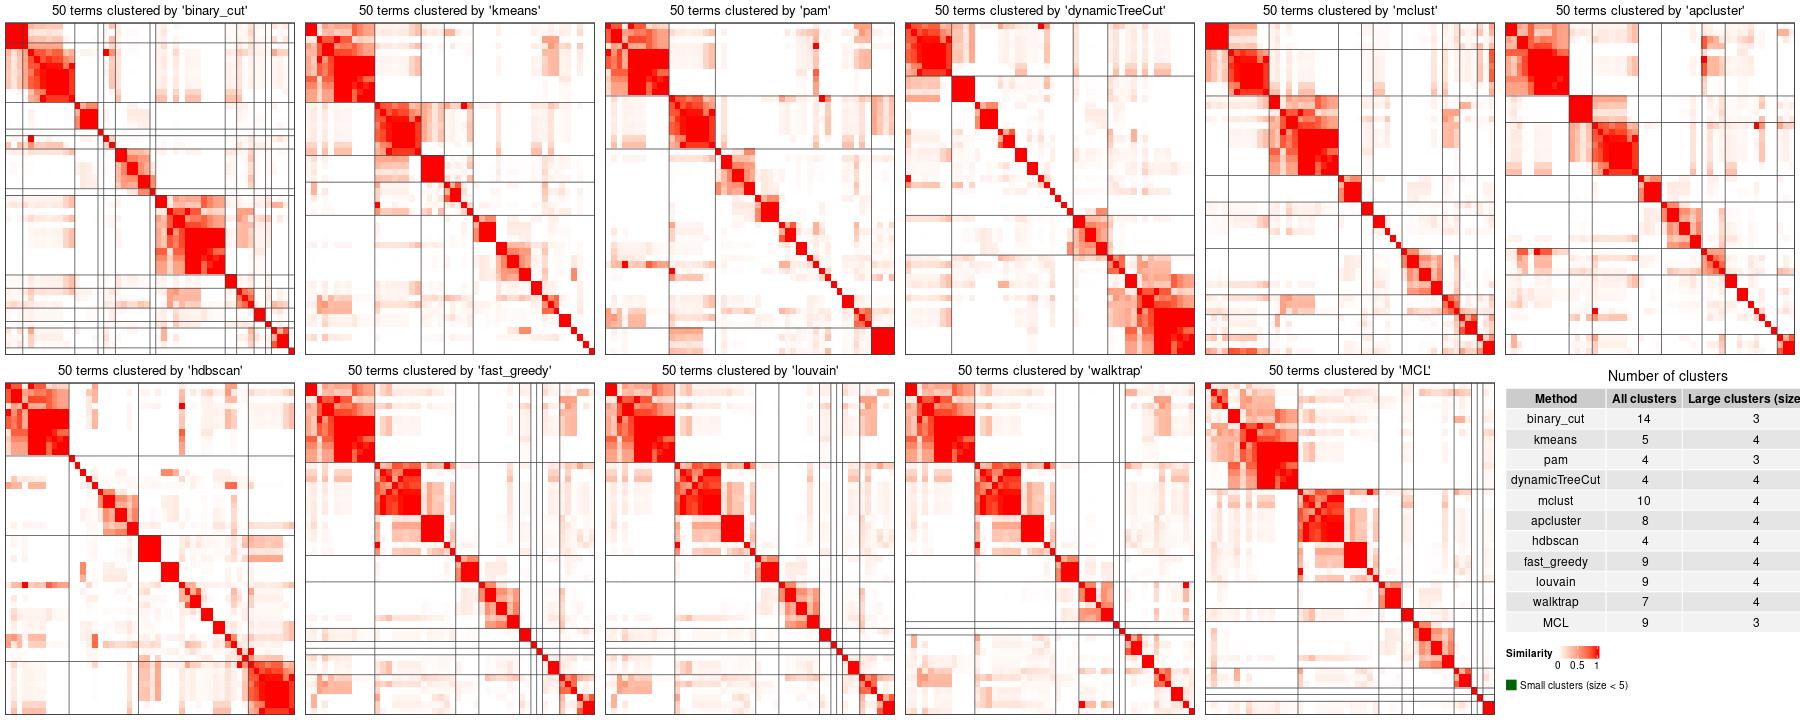 50 terms clustered by 'binary_cut'
50 terms clustered by 'kmeans'
50 terms clustered by 'pam'
50 terms clustered by 'dynamicTreeCut'
50 terms clustered by 'mclust'
50 terms clustered by 'apcluster'
50 terms clustered by 'hdbscan'
50 terms clustered by 'fast_greedy'
50 terms clustered by 'louvain'
50 terms clustered by 'walktrap'
50 terms clustered by 'MCL'
Number of clusters
Method All clusters Large clusters (size
binary_cut 14 3
kmeans 5 4
pam 4 3
dynamicTreeCut 4 4
mclust 10 4
apcluster 8 4
hdbscan 4 4
fast_greedy 9 4
louvain 9 4
walktrap 7 4
MCL 9 3
Similarity
0 0.5 1
Small clusters (size < 5)